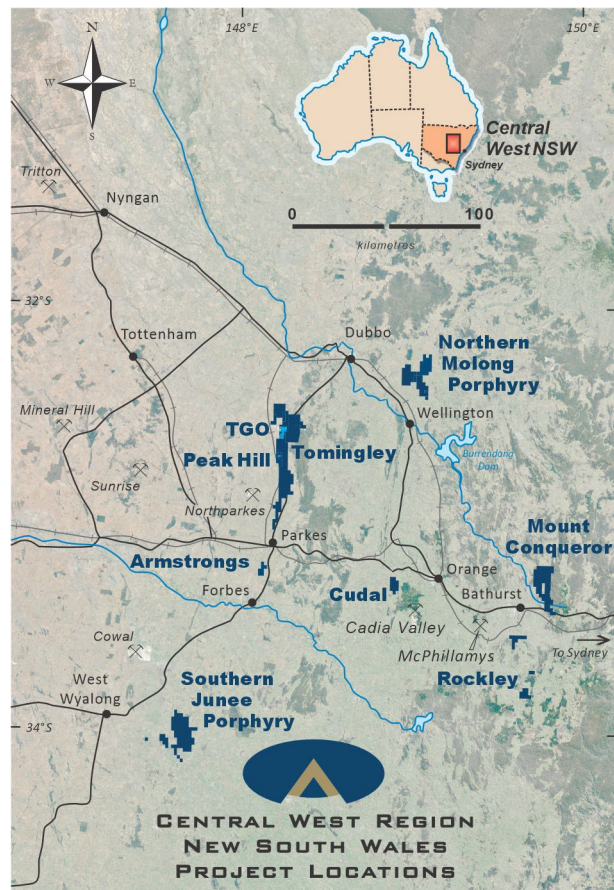 148°E
150°E
N
W
E
S
Central
West NSW
Sydney
0
100
kilometres
Tritton
Nyngan
32°S
Tottenham
Dubbo
Northern
Molong
Porphyry
Mineral Hill
TGO
Wellington
Tomingley
Peak Hill
Burrendong
Dam
Sunrise
Northparkes
Mount
Conqueror
Parkes
Armstrongs
Orange
Cudal
Bathurst
Forbes
Cadia Valley
Cowal
McPhillamys
To Sydney
West
Wyalong
Southern
Junee
Porphyry
Rockley
34°S
Central West Region
New South Wales
Project Locations